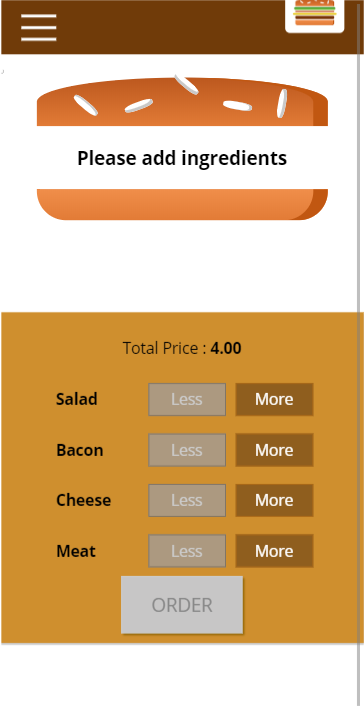 Please add ingredients
Total Price : 4.00
Salad Less More
Bacon Less More
Cheese Less More
Meat Less More
ORDER